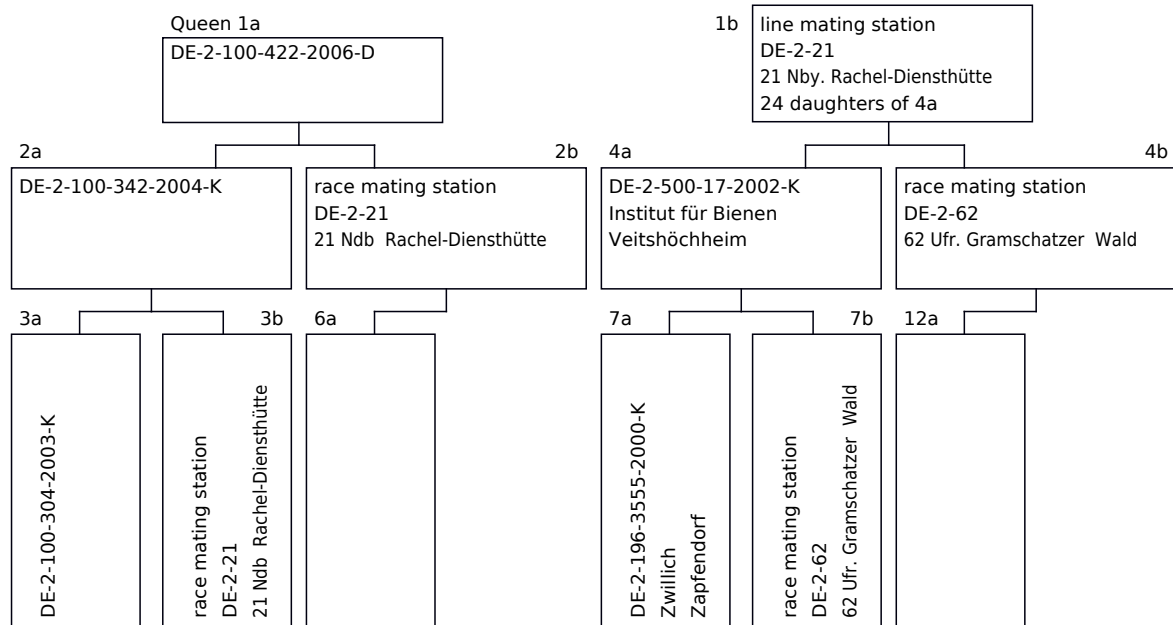 Queen 1a
DE-2-100-422-2006-D
1b
line mating station
DE-2-21
21 Nby. Rachel-Diensthütte
24 daughters of 4a
2a
DE-2-100-342-2004-K
2b
race mating station
DE-2-21
21 Ndb Rachel-Diensthütte
4a
DE-2-500-17-2002-K
Institut für Bienen
Veitshöchheim
4b
race mating station
DE-2-62
62 Ufr. Gramschatzer Wald
3a
DE-2-100-304-2003-K
3b
race mating station
DE-2-21
21 Ndb Rachel-Diensthütte
6a
7a
DE-2-196-3555-2000-K
Zwillich
Zapfendorf
7b
race mating station
DE-2-62
62 Ufr. Gramschatzer Wald
12a